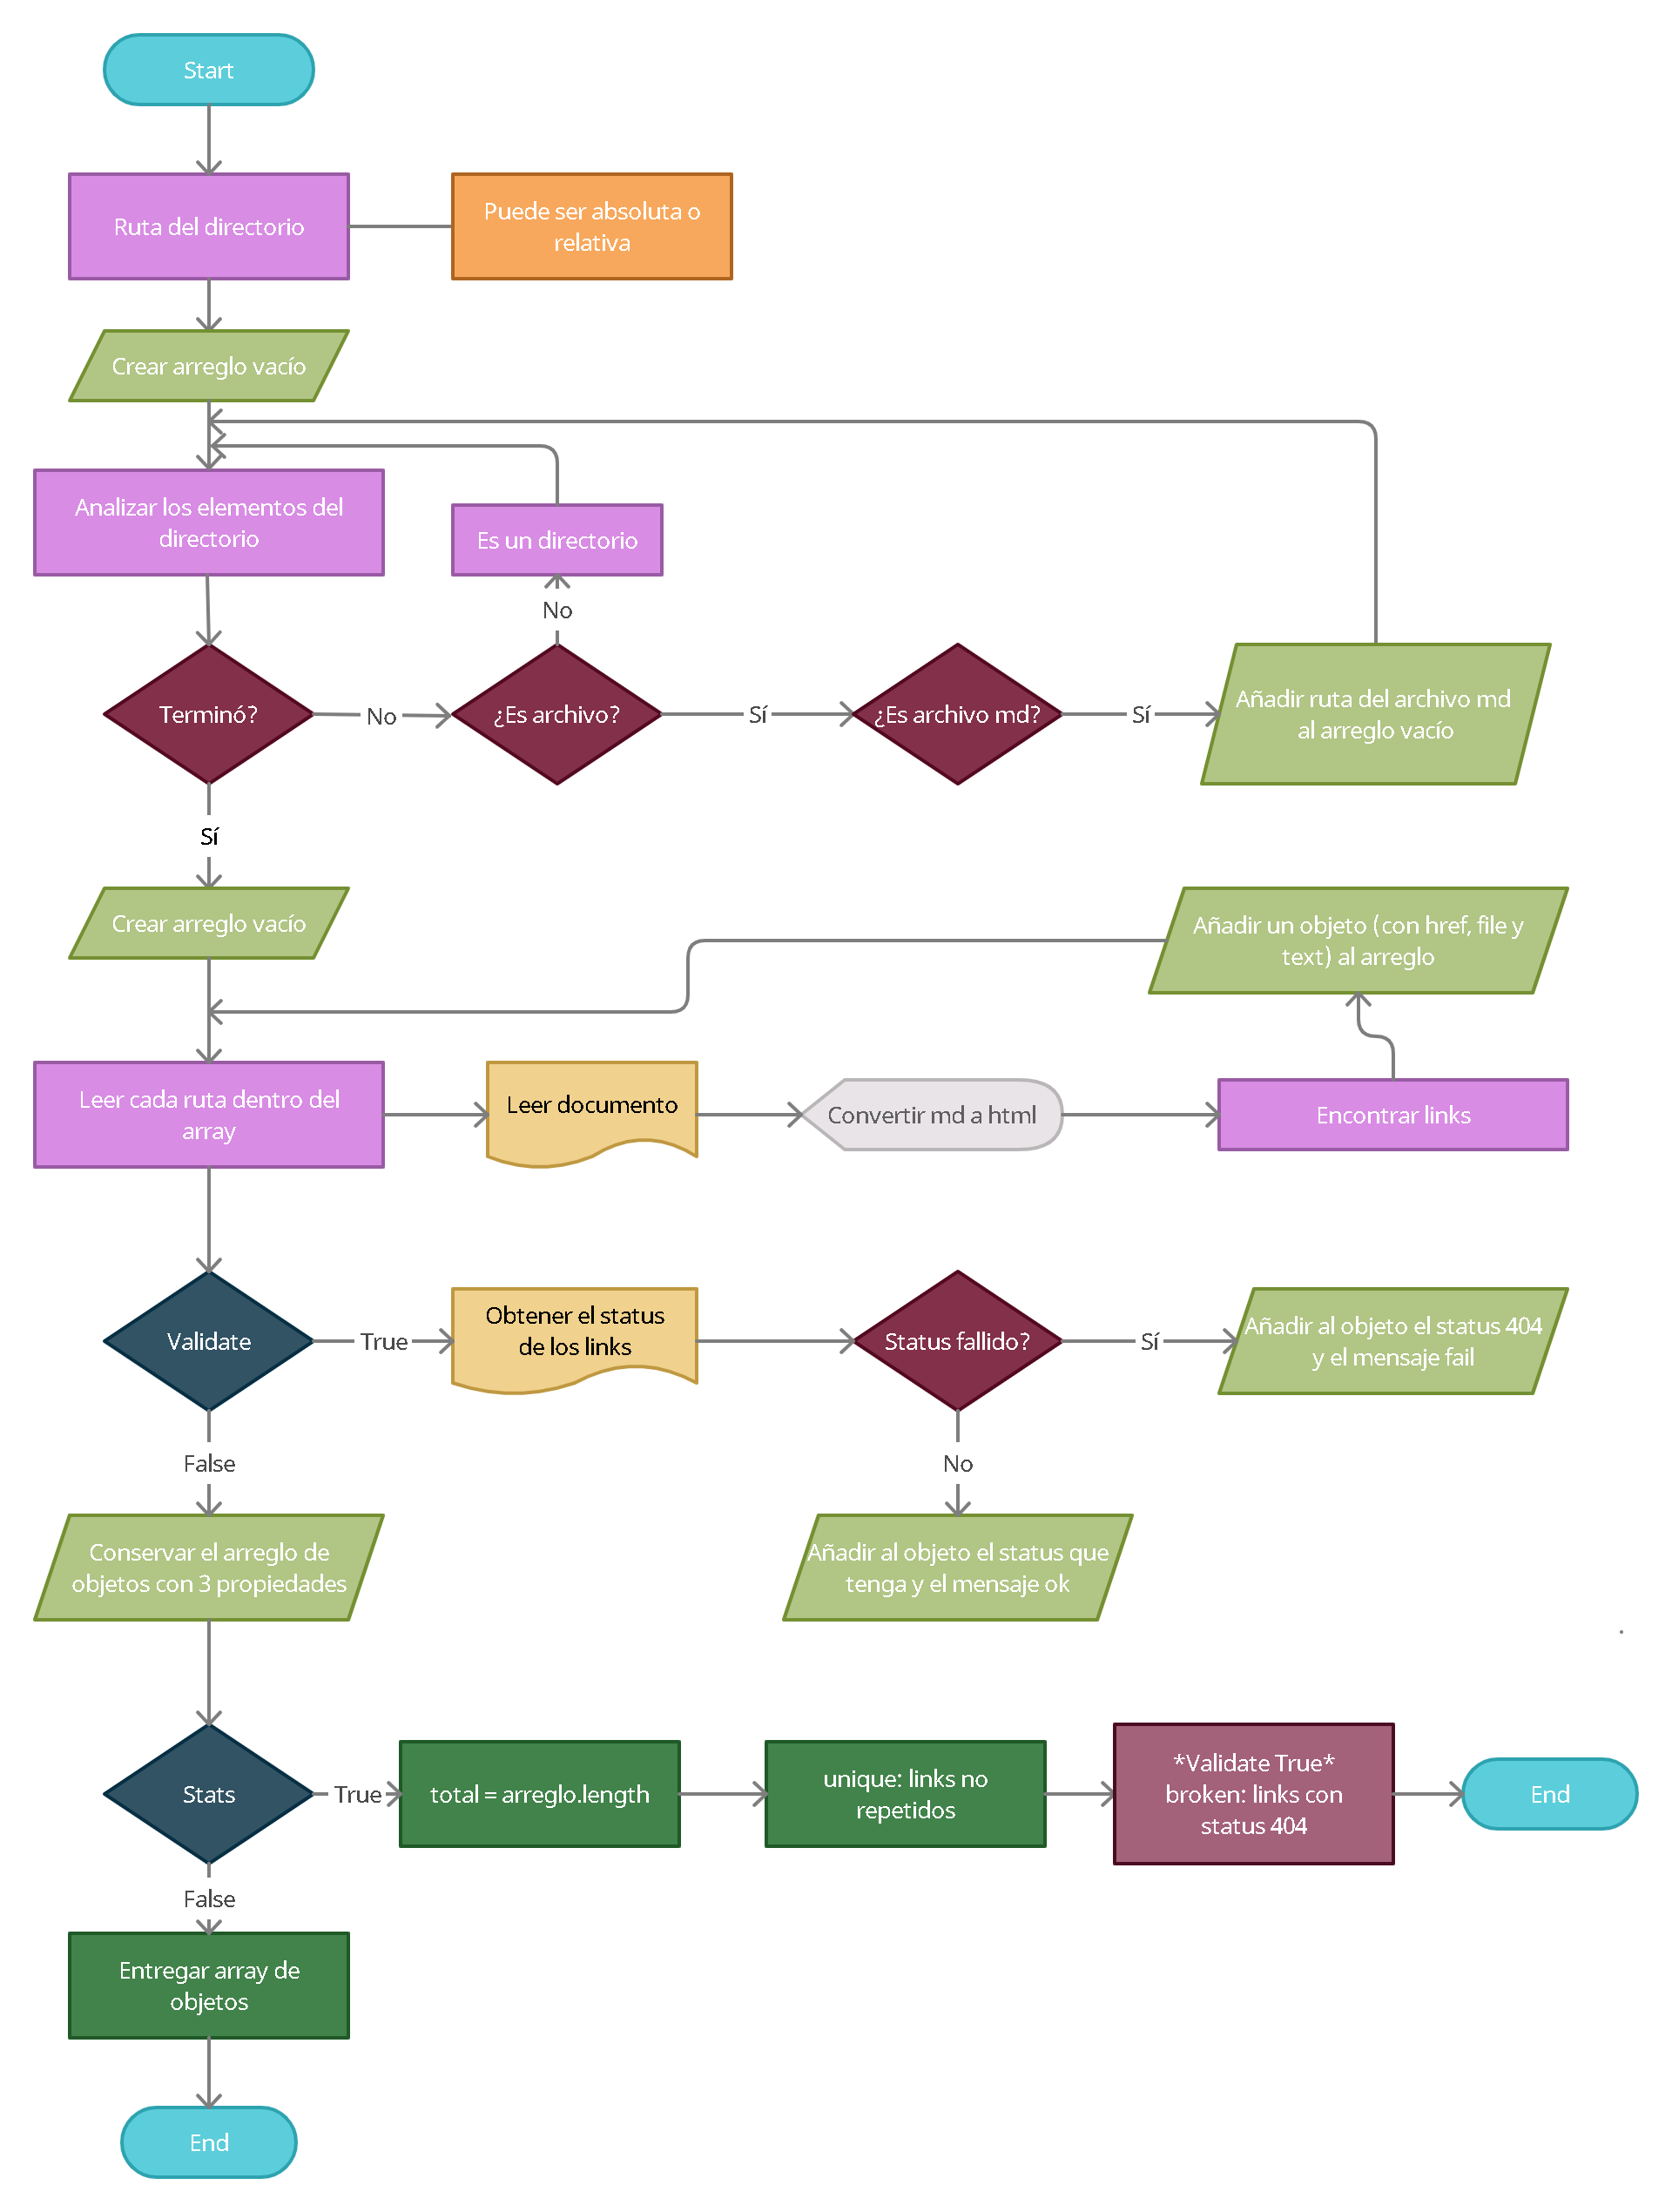 Start
Ruta del directorio
Puede ser absoluta o
relativa
Crear arreglo vacío
Analizar los elementos del
directorio
Es un directorio
No
Terminó?
No
¿Es archivo?
Sí
¿Es archivo md?
Sí
Añadir ruta del archivo md
al arreglo vacío
Sí
Crear arreglo vacío
Añadir un objeto (con href, file y
text) al arreglo
Leer cada ruta dentro del
array
Leer documento
Convertir md a html
Encontrar links
Validate
True
Obtener el status
de los links
Status fallido?
Sí
Añadir al objeto el status 404
y el mensaje fail
False
No
Conservar el arreglo de
objetos con 3 propiedades
Añadir al objeto el status que
tenga y el mensaje ok
Stats
True
total = arreglo.length
unique: links no
repetidos
*Validate True*
broken: links con
status 404
End
False
Entregar array de
objetos
End